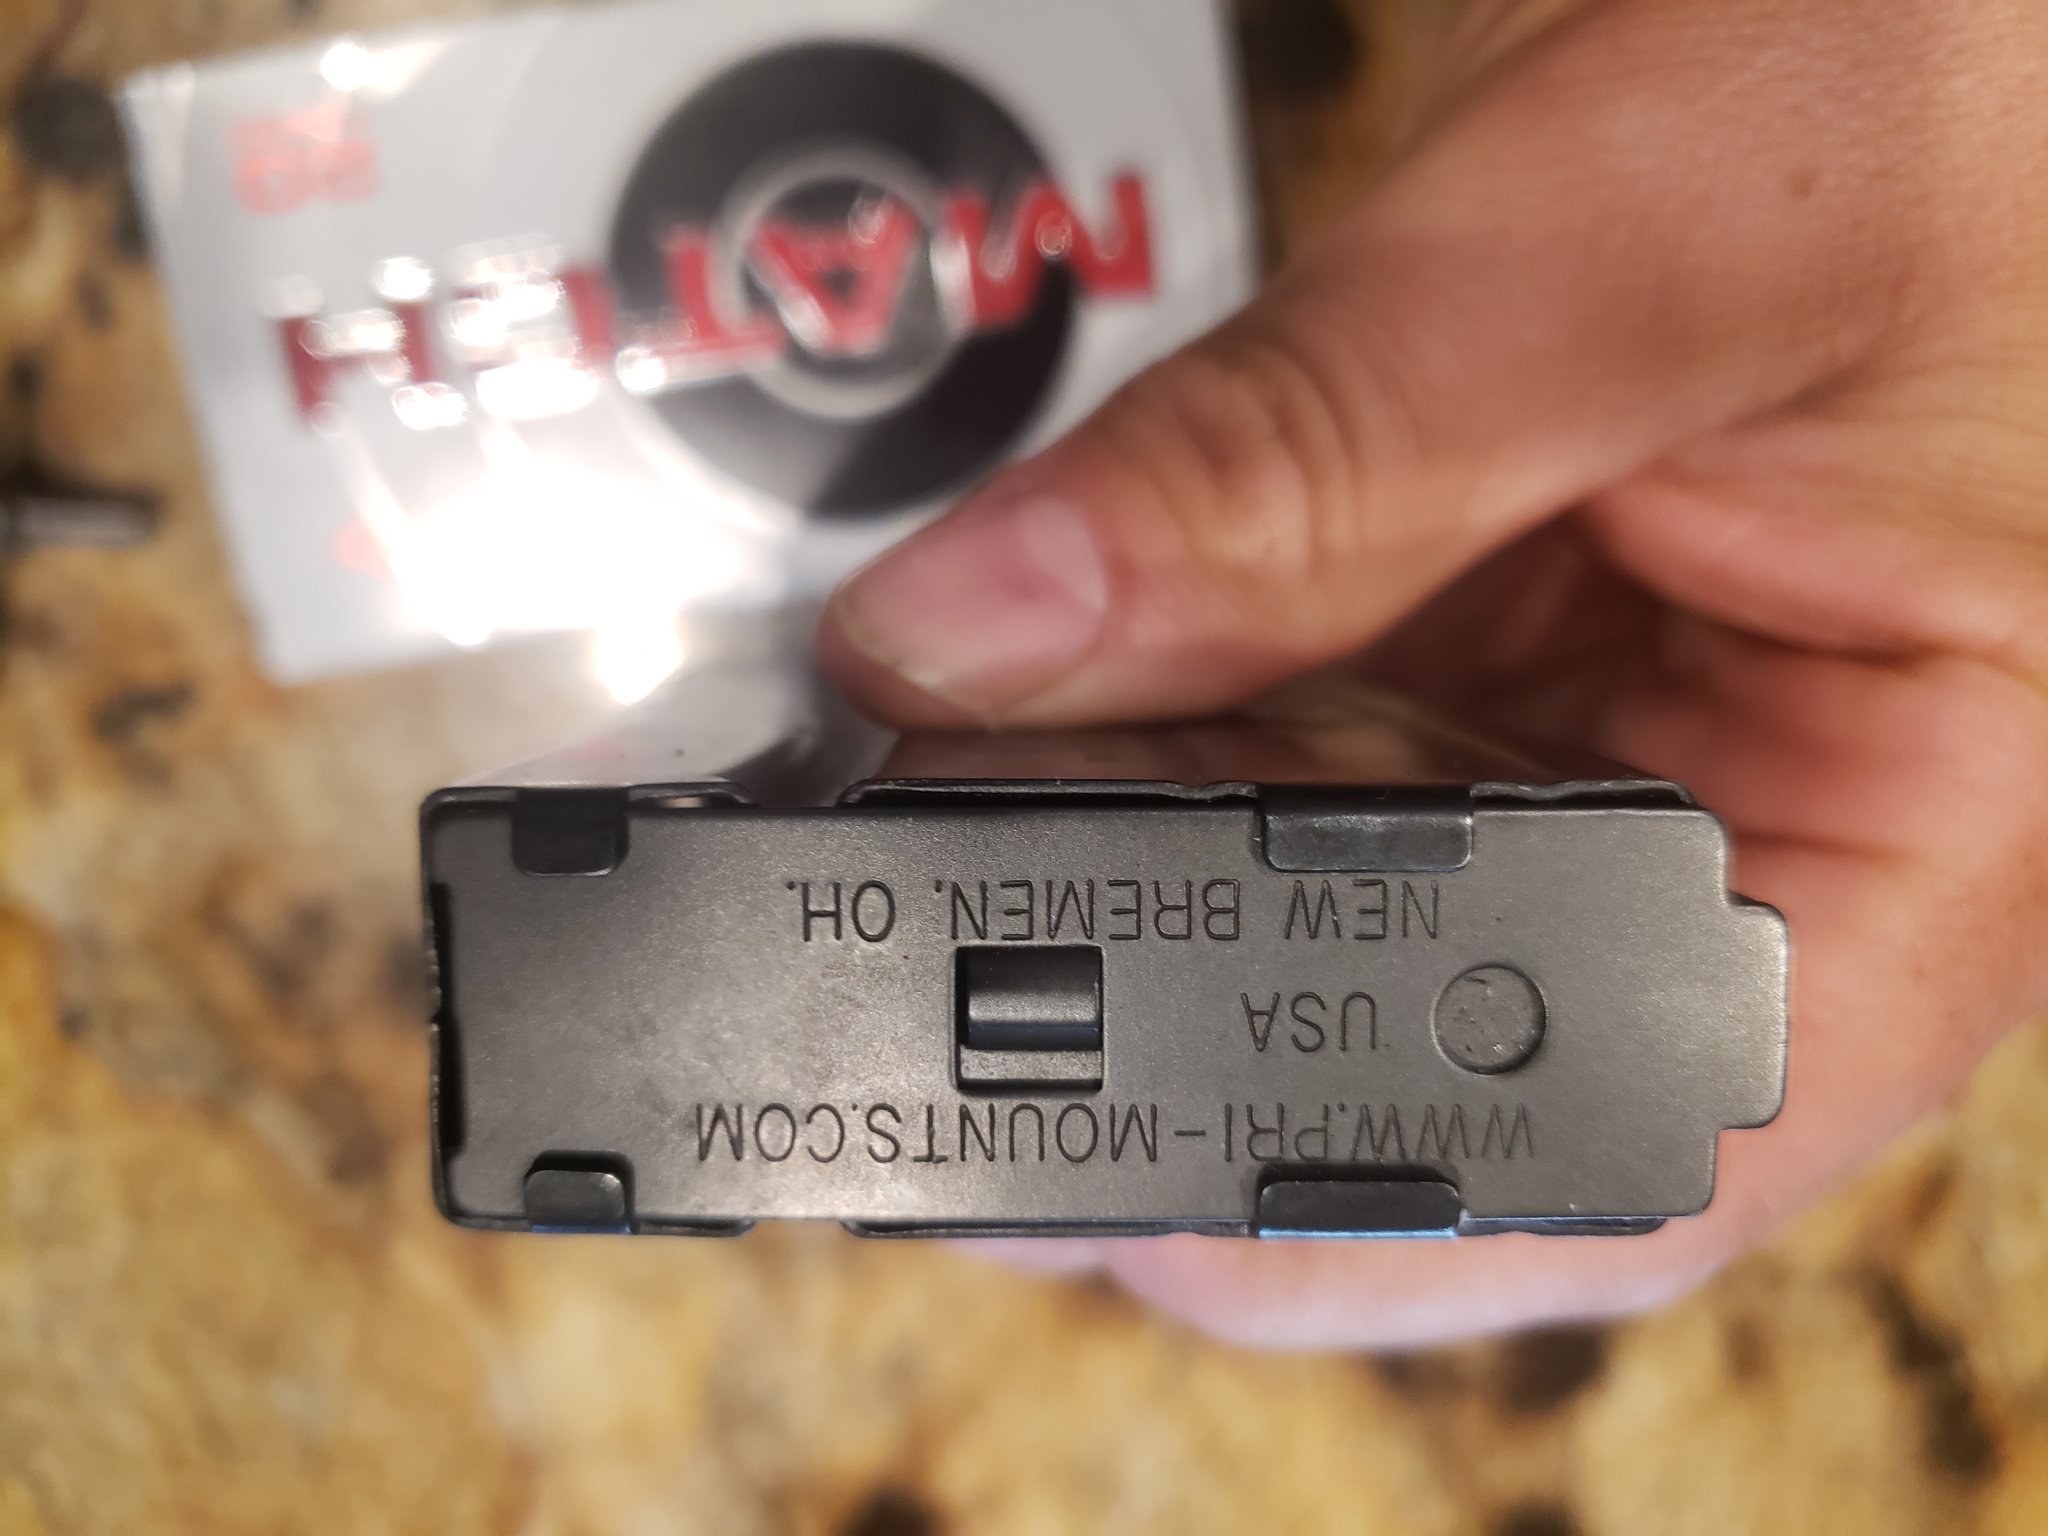 WWW.PRI-MOUNTS.COM
USA
NEW BREMEN, OH.
MATCH